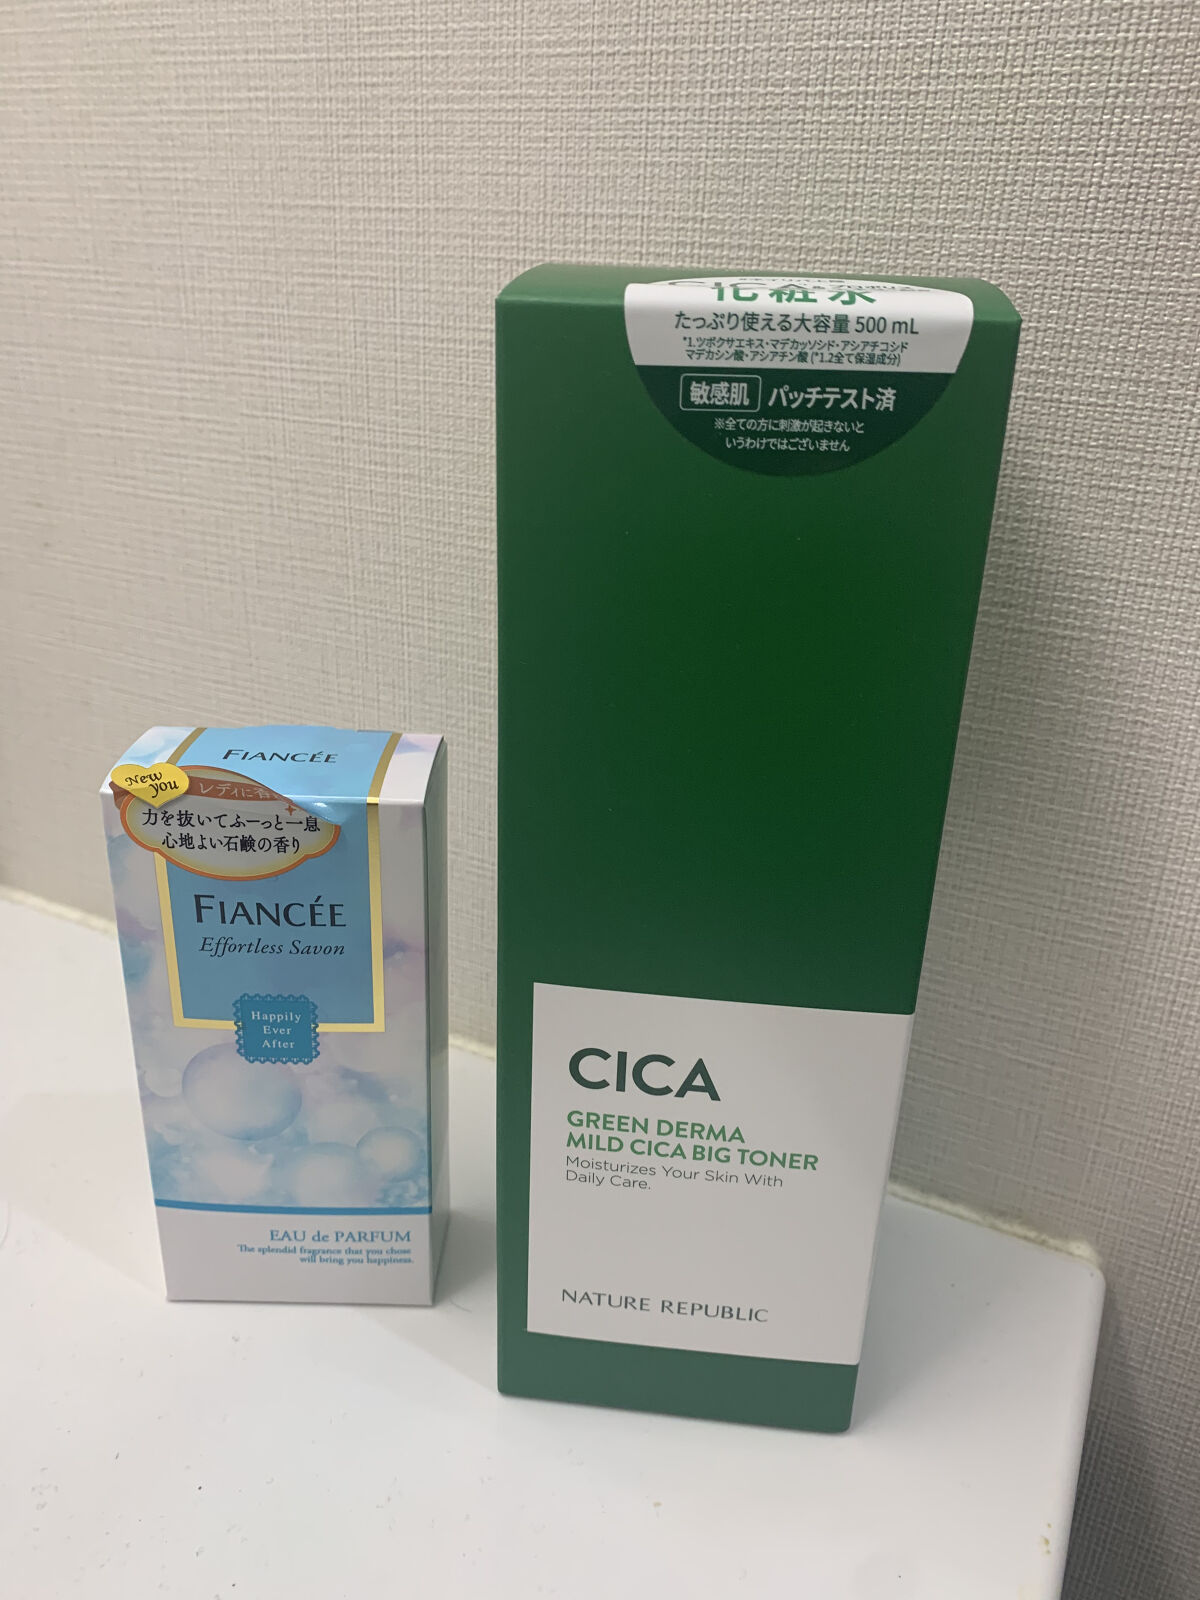 FIANCÉE
New
you
レディに香
力を抜いてふーっと一息
心地よい石鹸の香り
FIANCÉE
Effortless Savon
Happily
Ever
After
EAU de PARFUM
The splendid fragrance that you chose
will bring you happiness.
化粧水
たっぷり使える大容量 500 mL
*1.ツボクサエキス・マデカッソシド・アシアチコシド
マデカシン酸・アシアチン酸 (*1.2全て保湿成分)
敏感肌 パッチテスト済
※全ての方に刺激が起きないと
いうわけではございません
CICA
GREEN DERMA
MILD CICA BIG TONER
Moisturizes Your Skin With
Daily Care.
NATURE REPUBLIC